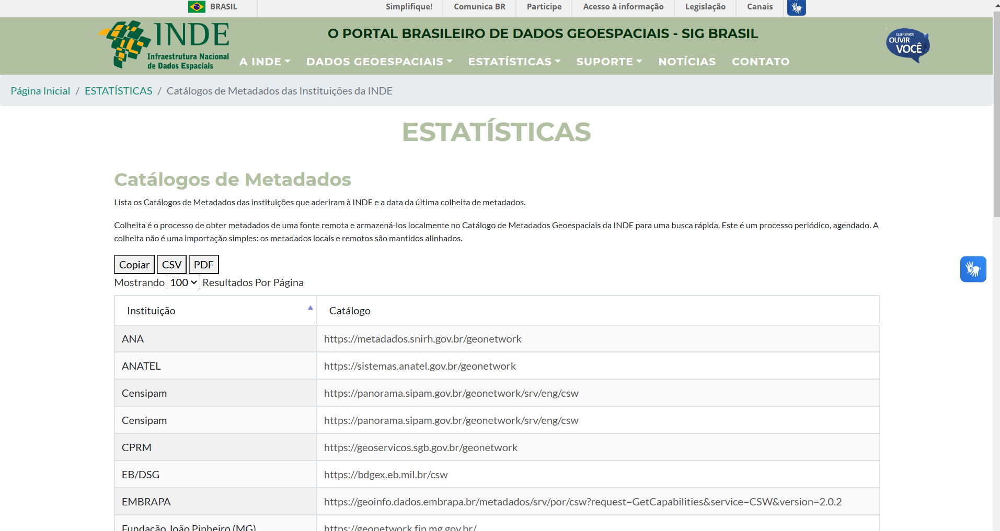 BRASIL
Simplifique!
Comunica BR
Participe
Acesso à informação
Legislação
Canais
INDE
Infraestrutura Nacional
de Dados Espaciais
O PORTAL BRASILEIRO DE DADOS GEOESPACIAIS - SIG BRASIL
A INDE
DADOS GEOESPACIAIS
ESTATÍSTICAS
SUPORTE
NOTÍCIAS
CONTATO
QUEREMOS
OUVIR
VOCÊ
Página Inicial / ESTATÍSTICAS / Catálogos de Metadados das Instituições da INDE
ESTATÍSTICAS
Catálogos de Metadados
Lista os Catálogos de Metadados das instituições que aderiram à INDE e a data da última colheita de metadados.
Colheita é o processo de obter metadados de uma fonte remota e armazená-los localmente no Catálogo de Metadados Geoespaciais da INDE para uma busca rápida. Este é um processo periódico, agendado. A
colheita não é uma importação simples: os metadados locais e remotos são mantidos alinhados.
Copiar CSV PDF
Mostrando 100 Resultados Por Página
Instituição Catálogo
ANA https://metadados.snirh.gov.br/geonetwork
ANATEL https://sistemas.anatel.gov.br/geonetwork
Censipam https://panorama.sipam.gov.br/geonetwork/srv/eng/csw
Censipam https://panorama.sipam.gov.br/geonetwork/srv/eng/csw
CPRM https://geoservicos.sgb.gov.br/geonetwork
EB/DSG https://bdgex.eb.mil.br/csw
EMBRAPA https://geoinfo.dados.embrapa.br/metadados/srv/por/csw?request=GetCapabilities&service=CSW&version=2.0.2
Fundação João Pinheiro (MG) https://geonetwork.fjp.mg.gov.br/